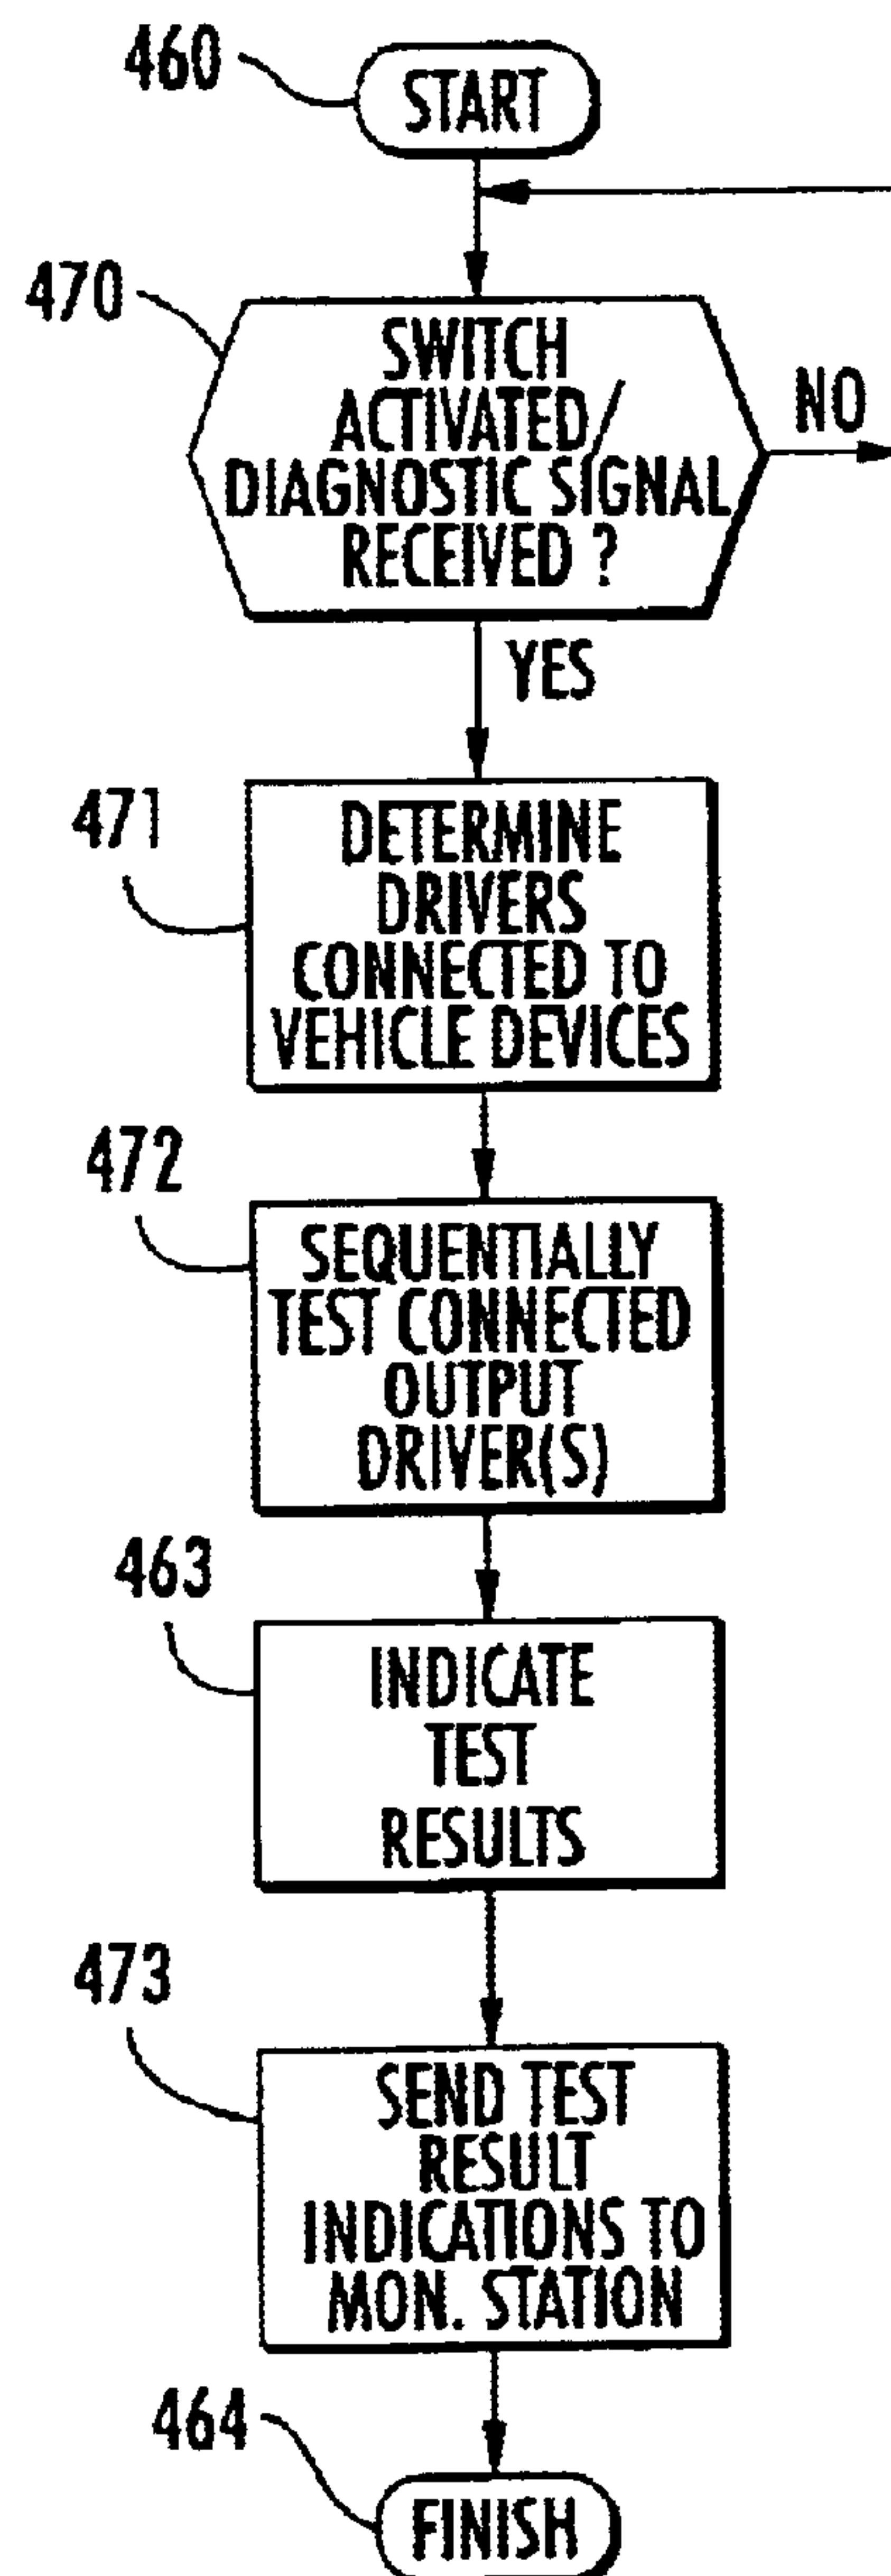 460
START
470
SWITCH
ACTIVATED/
DIAGNOSTIC SIGNAL
RECEIVED ?
NO
YES
471
DETERMINE
DRIVERS
CONNECTED TO
VEHICLE DEVICES
472
SEQUENTIALLY
TEST CONNECTED
OUTPUT
DRIVER(S)
463
INDICATE
TEST
RESULTS
473
SEND TEST
RESULT
INDICATIONS TO
MON. STATION
464
FINISH